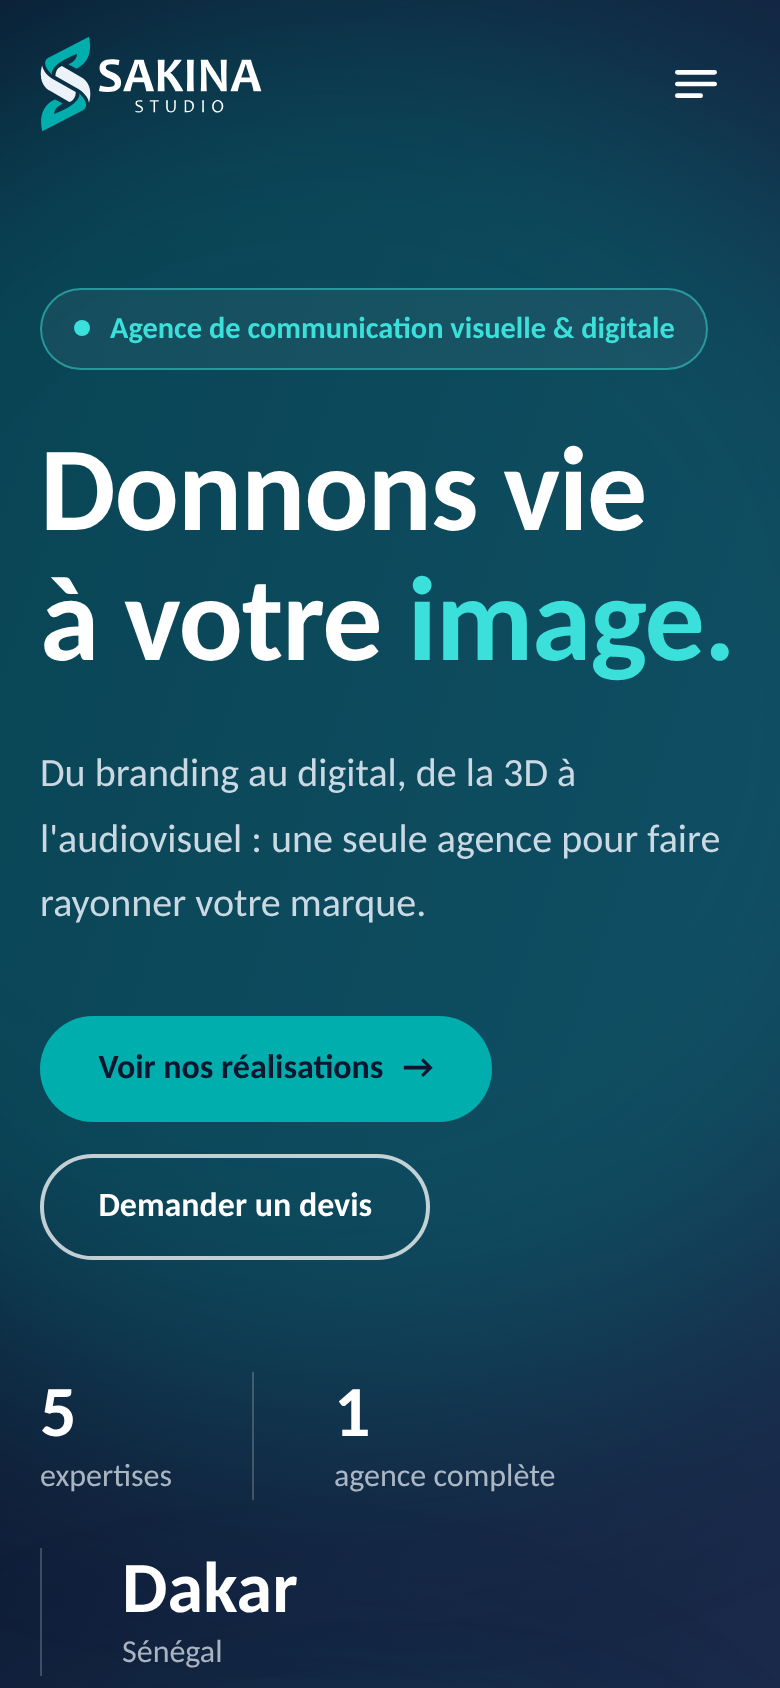 SAKINA
STUDIO
Agence de communication visuelle & digitale
Donnons vie
à votre image.
Du branding au digital, de la 3D à
l'audiovisuel : une seule agence pour faire
rayonner votre marque.
Voir nos réalisations →
Demander un devis
5
expertises
1
agence complète
Dakar
Sénégal